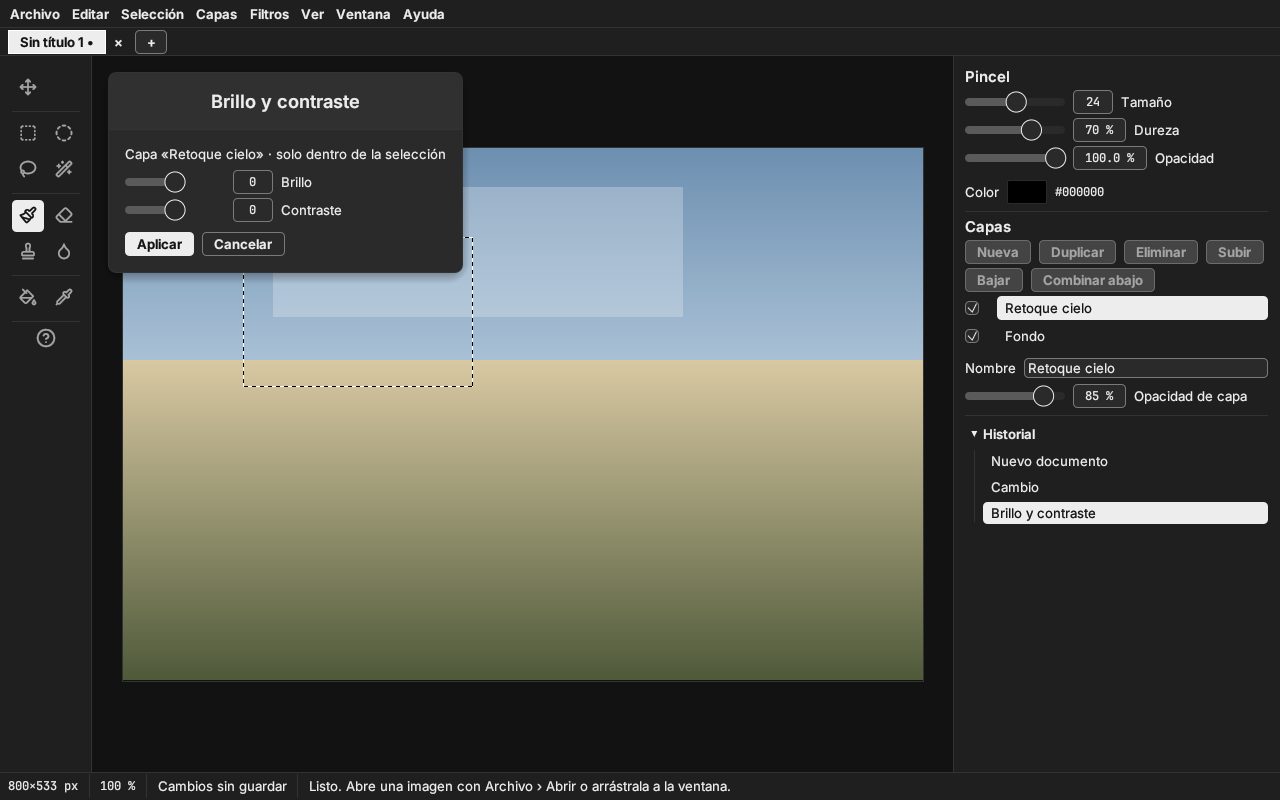 Archivo Editar Selección Capas Filtros Ver Ventana Ayuda
Sin título 1 • × +
Brillo y contraste
Capa «Retoque cielo» · solo dentro de la selección
0 Brillo
0 Contraste
Aplicar Cancelar
Pincel
24 Tamaño
70 % Dureza
100.0 % Opacidad
Color #000000
Capas
Nueva Duplicar Eliminar Subir
Bajar Combinar abajo
Retoque cielo
Fondo
Nombre Retoque cielo
85 % Opacidad de capa
▼ Historial
Nuevo documento
Cambio
Brillo y contraste
800×533 px 100 % Cambios sin guardar Listo. Abre una imagen con Archivo › Abrir o arrástrala a la ventana.